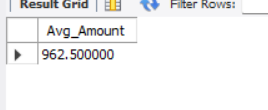 Result Grid Filter Rows:
Avg_Amount
962.500000